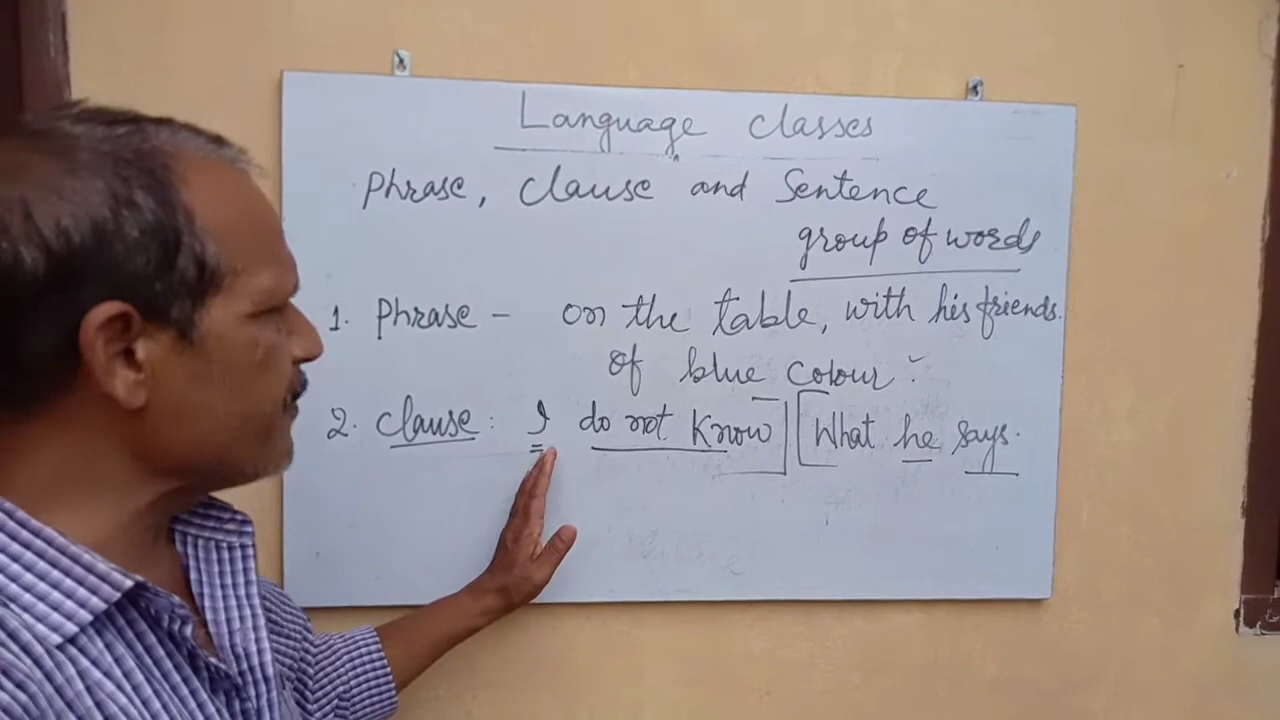 Language classes
Phrase, Clause and Sentence
group of words
1. Phrase - on the table, with his friends.
of blue colour.
2. Clause: I do not know] [What he says.